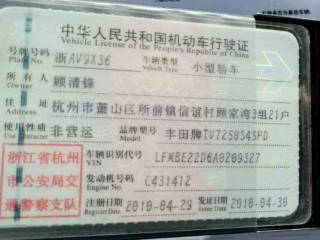 中华人民共和国机动车行驶证
Vehicle License of the People's Republic of China
号牌号码 浙AV9X36 车辆类型 小型轿车
Plate No. Vehicle Type
所有人 顾清锋
Owner
住址 杭州市萧山区所前镇信谊村顾家湾3组21户
Address
使用性质 非营运 品牌型号 丰田牌TV7250S4SPD
Use Character Model
浙江省杭州
市公安局交
通警察支队
车辆识别代号 LFMBE22D6A0209327
VIN
发动机号码 C431412
Engine No.
注册日期 2010-04-29 发证日期 2010-04-30
Register Date Issue Date